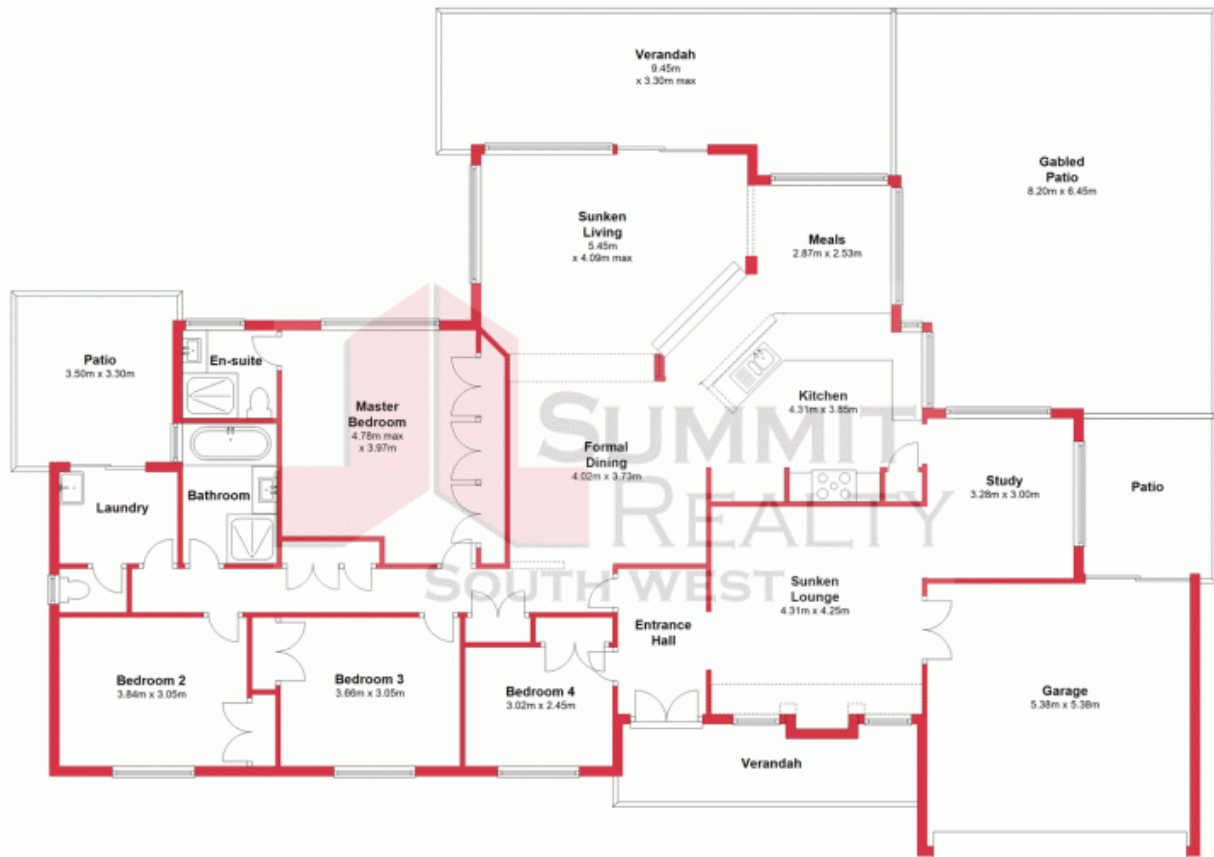 Verandah
9.45m
x 3.30m max
Gabled
Patio
8.20m x 6.45m
Sunken
Living
5.45m
x 4.09m max
Meals
2.87m x 2.53m
Patio
3.50m x 3.30m
En-suite
Master
Bedroom
4.78m max
x 3.97m
Kitchen
4.31m x 3.85m
Formal
Dining
4.02m x 3.73m
SUMMIT
REALTY
SOUTH WEST
Bathroom
Laundry
Study
3.28m x 3.00m
Patio
Sunken
Lounge
4.31m x 4.25m
Entrance
Hall
Bedroom 2
3.84m x 3.05m
Bedroom 3
3.66m x 3.05m
Bedroom 4
3.02m x 2.45m
Garage
5.38m x 5.38m
Verandah